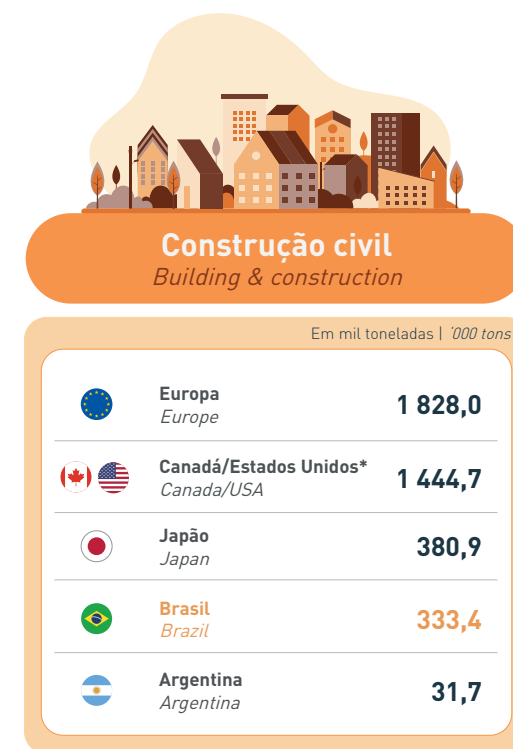 Construção civil
Building & construction
Em mil toneladas | '000 tons
Europa
Europe
1 828,0
Canadá/Estados Unidos*
Canada/USA
1 444,7
Japão
Japan
380,9
Brasil
Brazil
333,4
Argentina
Argentina
31,7